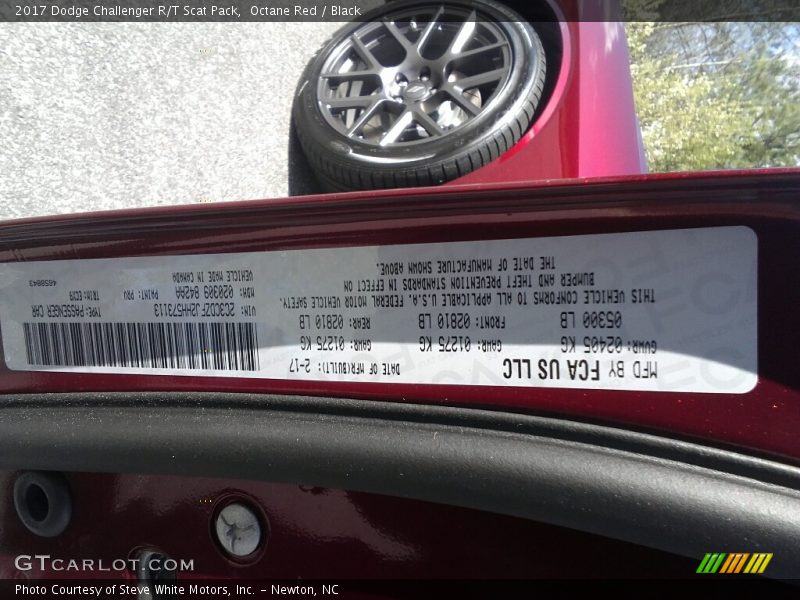 2017 Dodge Challenger R/T Scat Pack, Octane Red / Black
MFD BY FCA US LLC
DATE OF MFR(BUILT): 2-17
GVWR: 02405 KG GAWR: 01275 KG GAWR: 01275 KG
05300 LB FRONT: 02810 LB REAR: 02810 LB
THIS VEHICLE CONFORMS TO ALL APPLICABLE U.S.A. FEDERAL MOTOR VEHICLE SAFETY,
BUMPER AND THEFT PREVENTION STANDARDS IN EFFECT ON
THE DATE OF MANUFACTURE SHOWN ABOVE.
VIN: 2C3CDZFJ2HH573113 TYPE: PASSENGER CAR
MDH: 020309 842AA PAINT: PRV TRIM: ECX9
VEHICLE MADE IN CANADA 4658843
GTCARLOT.COM
Photo Courtesy of Steve White Motors, Inc. – Newton, NC